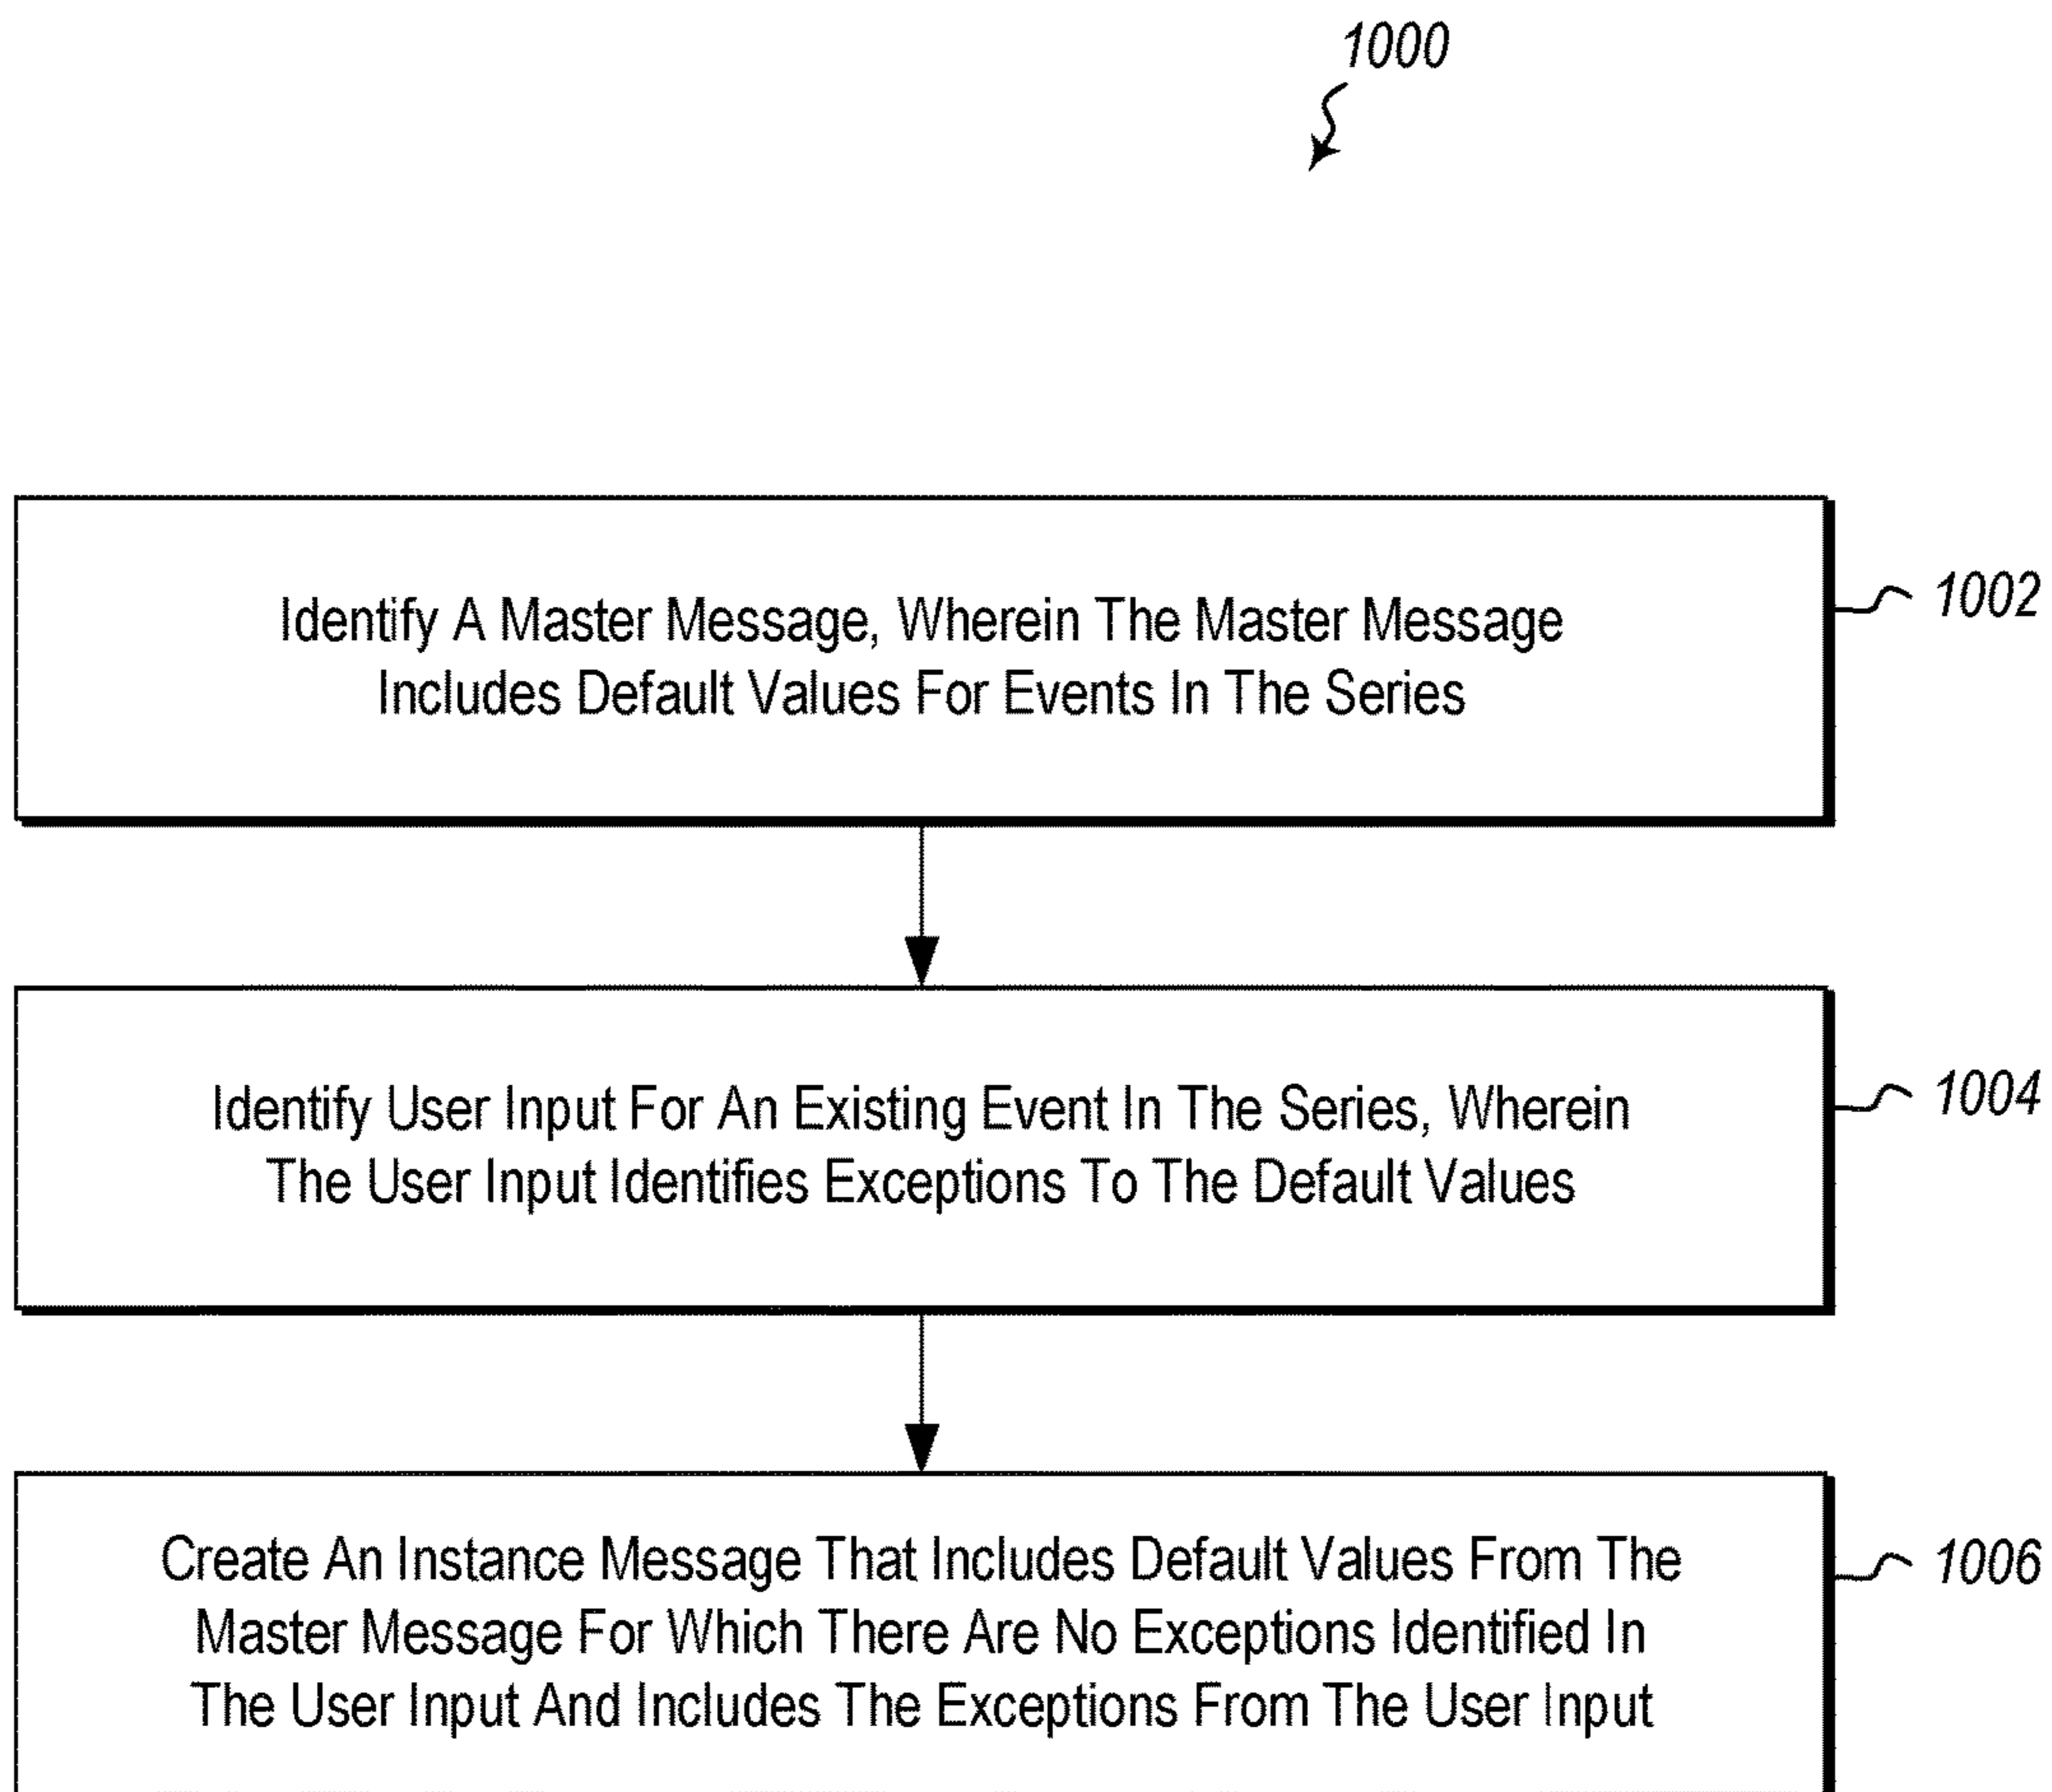 1000
Identify A Master Message, Wherein The Master Message
Includes Default Values For Events In The Series
1002
Identify User Input For An Existing Event In The Series, Wherein
The User Input Identifies Exceptions To The Default Values
1004
Create An Instance Message That Includes Default Values From The
Master Message For Which There Are No Exceptions Identified In
The User Input And Includes The Exceptions From The User Input
1006